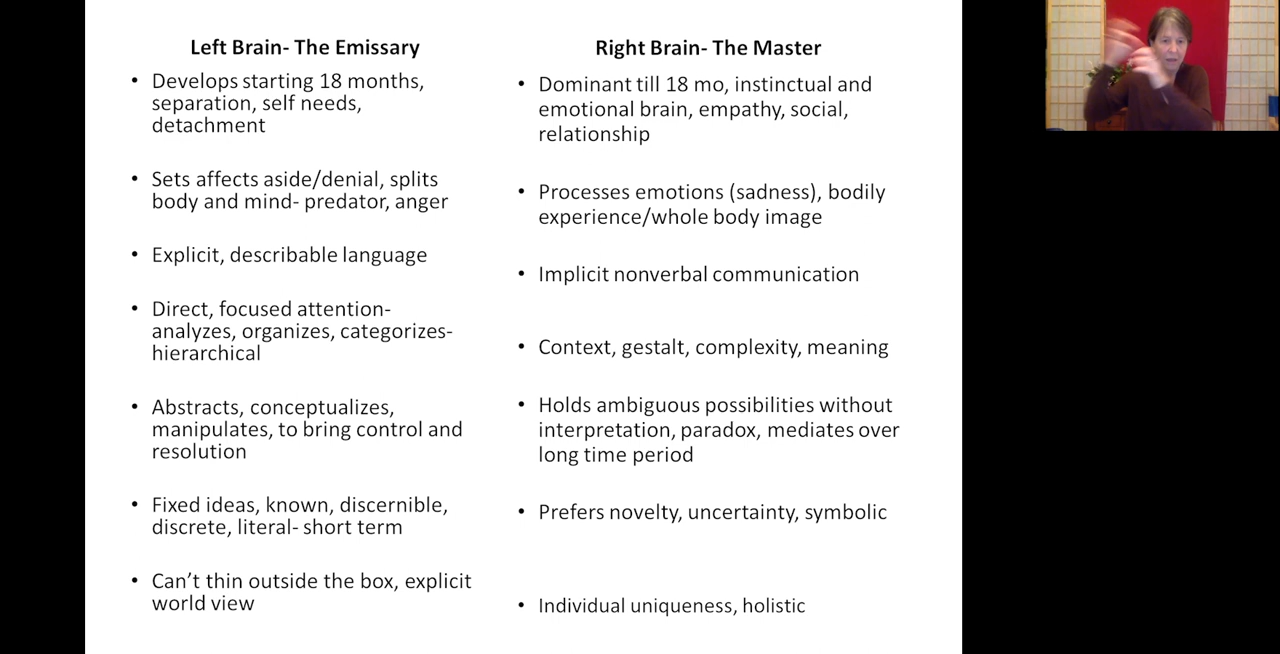 Left Brain- The Emissary
• Develops starting 18 months,
separation, self needs,
detachment
• Sets affects aside/denial, splits
body and mind- predator, anger
• Explicit, describable language
• Direct, focused attention-
analyzes, organizes, categorizes-
hierarchical
• Abstracts, conceptualizes,
manipulates, to bring control and
resolution
• Fixed ideas, known, discernible,
discrete, literal- short term
• Can't thin outside the box, explicit
world view
Right Brain- The Master
• Dominant till 18 mo, instinctual and
emotional brain, empathy, social,
relationship
• Processes emotions (sadness), bodily
experience/whole body image
• Implicit nonverbal communication
• Context, gestalt, complexity, meaning
• Holds ambiguous possibilities without
interpretation, paradox, mediates over
long time period
• Prefers novelty, uncertainty, symbolic
• Individual uniqueness, holistic